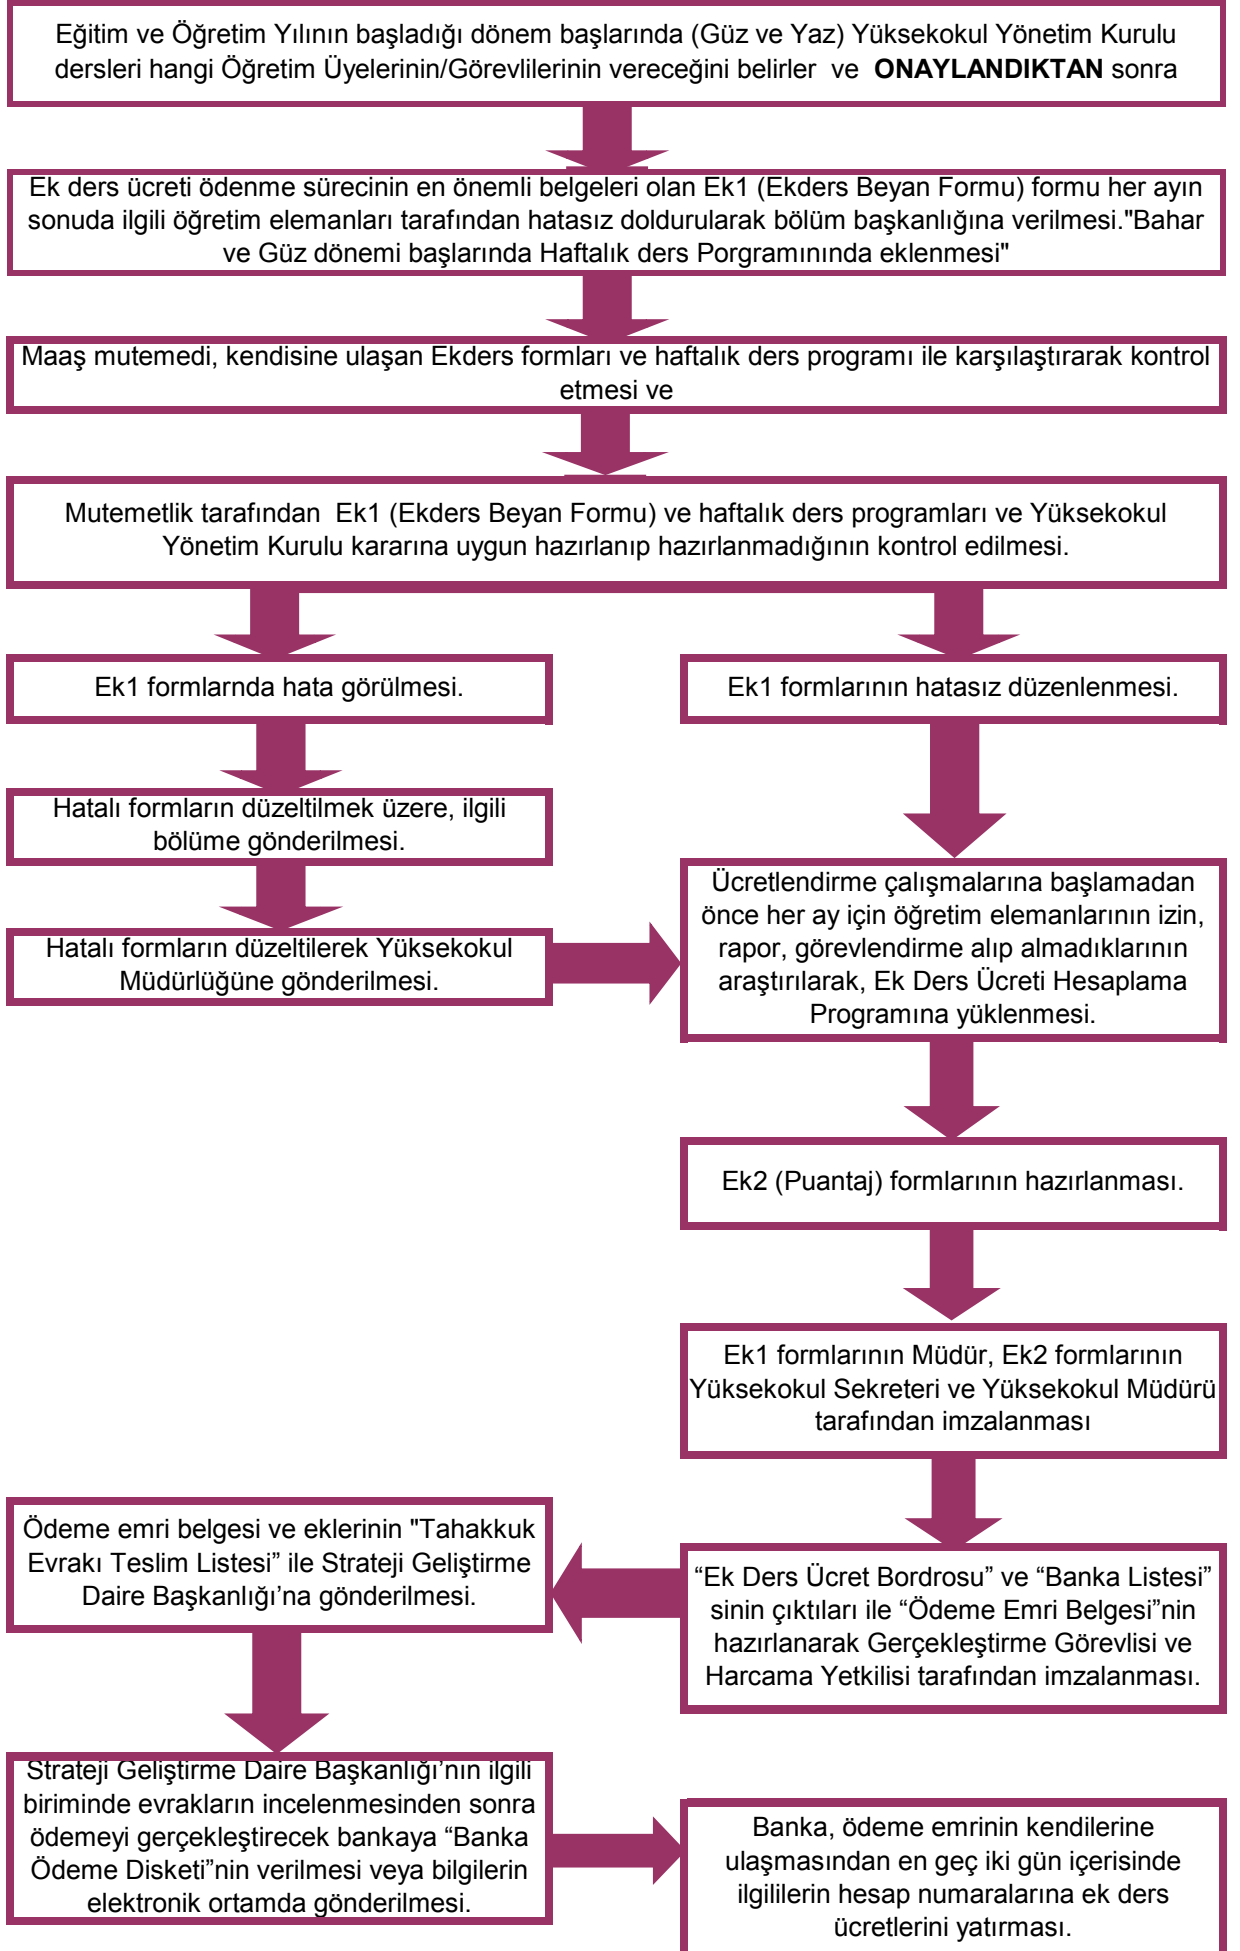 Eğitim ve Öğretim Yılının başladığı dönem başlarında (Güz ve Yaz) Yüksekokul Yönetim Kurulu
dersleri hangi Öğretim Üyelerinin/Görevlilerinin vereceğini belirler ve ONAYLANDIKTAN sonra
Ek ders ücreti ödenme sürecinin en önemli belgeleri olan Ek1 (Ekders Beyan Formu) formu her ayın
sonuda ilgili öğretim elemanları tarafından hatasız doldurularak bölüm başkanlığına verilmesi."Bahar
ve Güz dönemi başlarında Haftalık ders Porgramınında eklenmesi"
Maaş mutemedi, kendisine ulaşan Ekders formları ve haftalık ders programı ile karşılaştırarak kontrol
etmesi ve
Mutemetlik tarafından Ek1 (Ekders Beyan Formu) ve haftalık ders programları ve Yüksekokul
Yönetim Kurulu kararına uygun hazırlanıp hazırlanmadığının kontrol edilmesi.
Ek1 formlarnda hata görülmesi.
Ek1 formlarının hatasız düzenlenmesi.
Hatalı formların düzeltilmek üzere, ilgili
bölüme gönderilmesi.
Hatalı formların düzeltilerek Yüksekokul
Müdürlüğüne gönderilmesi.
Ücretlendirme çalışmalarına başlamadan
önce her ay için öğretim elemanlarının izin,
rapor, görevlendirme alıp almadıklarının
araştırılarak, Ek Ders Ücreti Hesaplama
Programına yüklenmesi.
Ek2 (Puantaj) formlarının hazırlanması.
Ek1 formlarının Müdür, Ek2 formlarının
Yüksekokul Sekreteri ve Yüksekokul Müdürü
tarafından imzalanması
“Ek Ders Ücret Bordrosu” ve “Banka Listesi”
sinin çıktıları ile “Ödeme Emri Belgesi”nin
hazırlanarak Gerçekleştirme Görevlisi ve
Harcama Yetkilisi tarafından imzalanması.
Ödeme emri belgesi ve eklerinin "Tahakkuk
Evrakı Teslim Listesi” ile Strateji Geliştirme
Daire Başkanlığı’na gönderilmesi.
Strateji Geliştirme Daire Başkanlığı’nın ilgili
biriminde evrakların incelenmesinden sonra
ödemeyi gerçekleştirecek bankaya “Banka
Ödeme Disketi”nin verilmesi veya bilgilerin
elektronik ortamda gönderilmesi.
Banka, ödeme emrinin kendilerine
ulaşmasından en geç iki gün içerisinde
ilgililerin hesap numaralarına ek ders
ücretlerini yatırması.